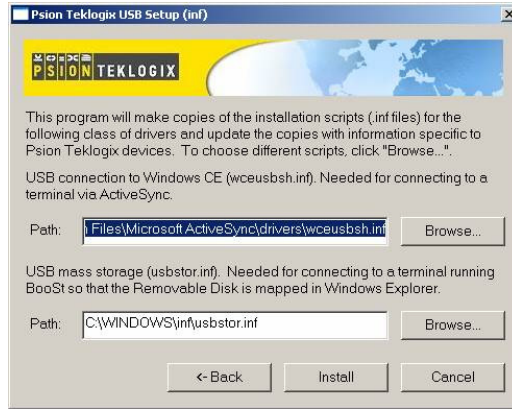 Psion Teklogix USB Setup (inf)
PSION TEKLOGIX
This program will make copies of the installation scripts (.inf files) for the
following class of drivers and update the copies with information specific to
Psion Teklogix devices. To choose different scripts, click "Browse...".
USB connection to Windows CE (wceusbsh.inf). Needed for connecting to a
terminal via ActiveSync.
Path: Files\Microsoft ActiveSync\drivers\wceusbsh.inf Browse...
USB mass storage (usbstor.inf). Needed for connecting to a terminal running
BooSt so that the Removable Disk is mapped in Windows Explorer.
Path: C:\WINDOWS\inf\usbstor.inf Browse...
<- Back Install Cancel